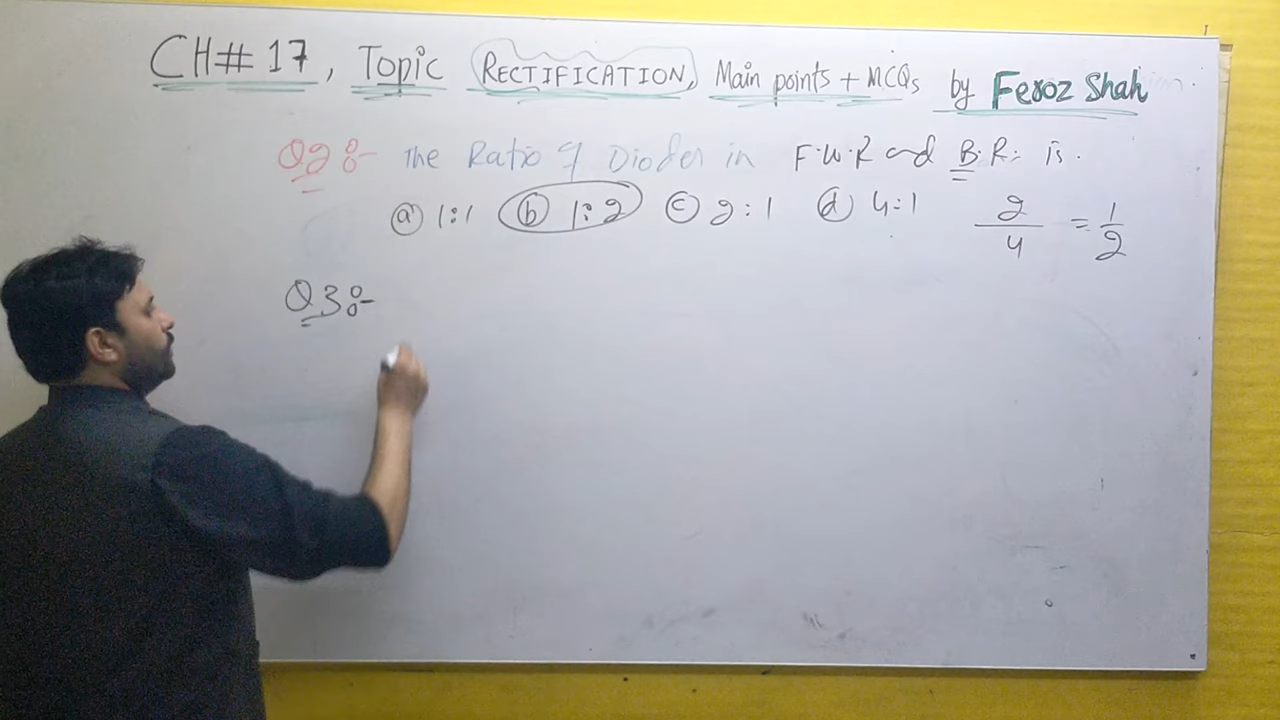 CH# 17, Topic RECTIFICATION, Main points + MCQs by Feroz Shah
Q2:- The Ratio of Diodes in F.W.R and B.R: is.
(a) 1:1 (b) 1:2 (c) 2:1 (d) 4:1 2/4 = 1/2
Q3:-